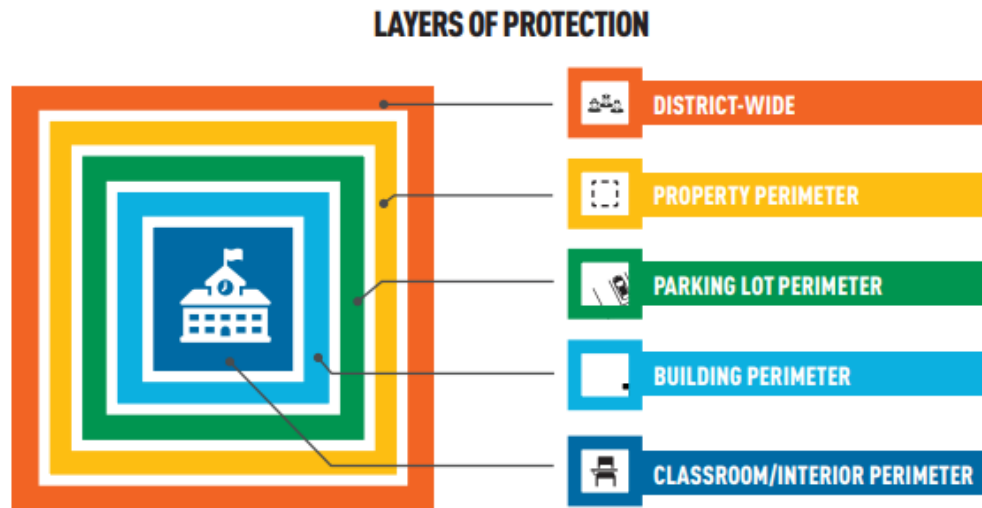 LAYERS OF PROTECTION
DISTRICT-WIDE
PROPERTY PERIMETER
PARKING LOT PERIMETER
BUILDING PERIMETER
CLASSROOM/INTERIOR PERIMETER